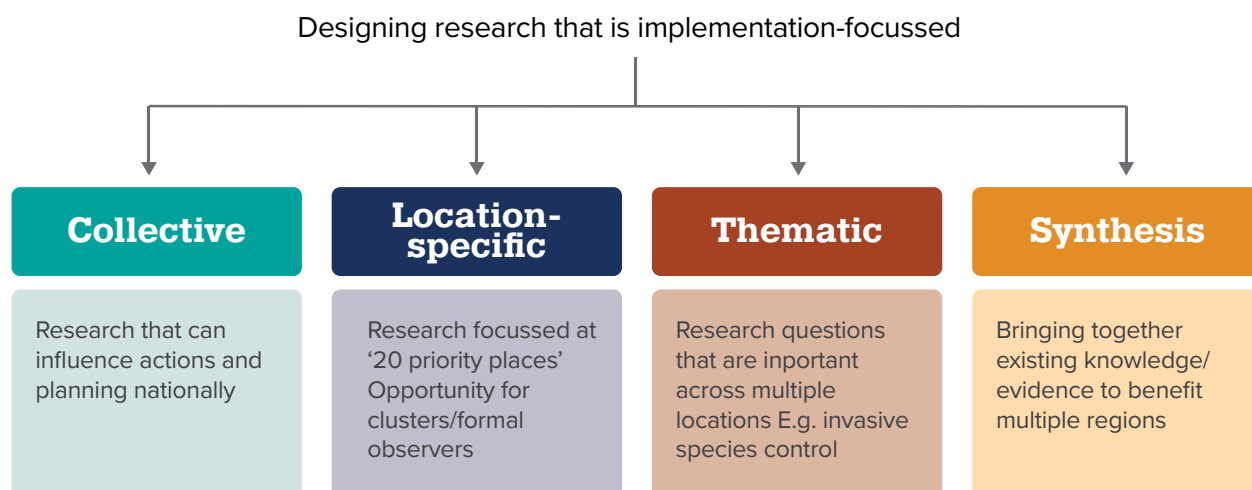 Designing research that is implementation-focussed
Collective
Research that can
influence actions and
planning nationally
Location-
specific
Research focussed at
‘20 priority places’
Opportunity for
clusters/formal
observers
Thematic
Research questions
that are inportant
across multiple
locations E.g. invasive
species control
Synthesis
Bringing together
existing knowledge/
evidence to benefit
multiple regions